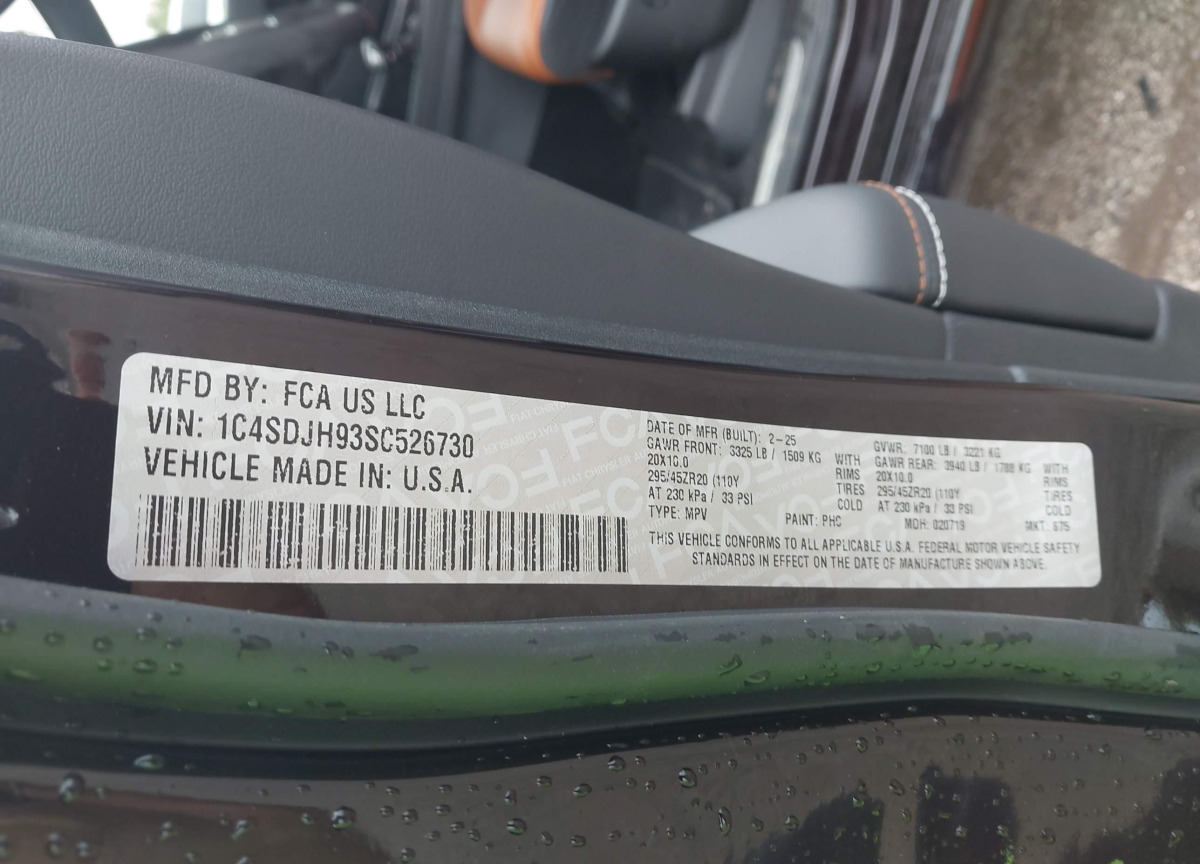 MFD BY: FCA US LLC
VIN: 1C4SDJH93SC526730
VEHICLE MADE IN: U.S.A.
DATE OF MFR (BUILT): 2-25
GVWR: 7100 LB / 3221 KG
GAWR FRONT: 3325 LB / 1509 KG WITH
20X10.0 RIMS
295/45ZR20 (110Y TIRES
AT 230 kPa / 33 PSI COLD
GAWR REAR: 3940 LB / 1788 KG WITH
20X10.0 RIMS
295/45ZR20 (110Y TIRES
AT 230 kPa / 33 PSI COLD
TYPE: MPV PAINT: PHC MDH: 020719 MKT: 675
THIS VEHICLE CONFORMS TO ALL APPLICABLE U.S.A. FEDERAL MOTOR VEHICLE SAFETY
STANDARDS IN EFFECT ON THE DATE OF MANUFACTURE SHOWN ABOVE.